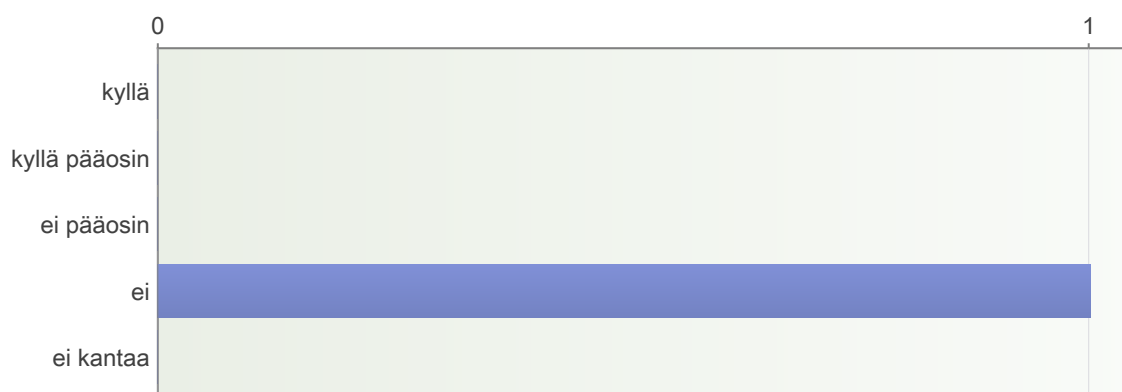 0 1
kyllä
kyllä pääosin
ei pääosin
ei
ei kantaa